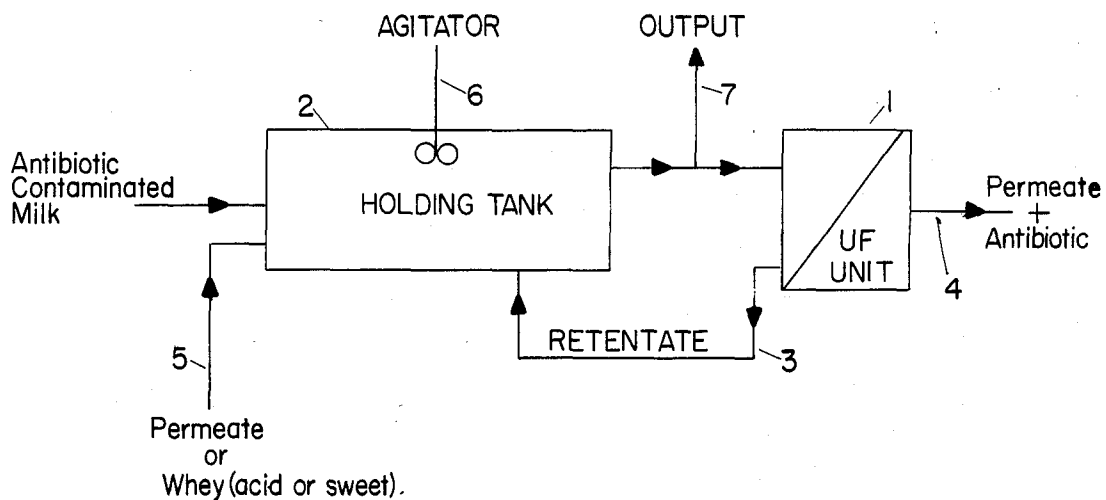 AGITATOR
OUTPUT
6
7
1
2
Antibiotic
Contaminated
Milk
HOLDING TANK
UF
UNIT
Permeate
+
Antibiotic
4
RETENTATE
3
5
Permeate
or
Whey (acid or sweet).